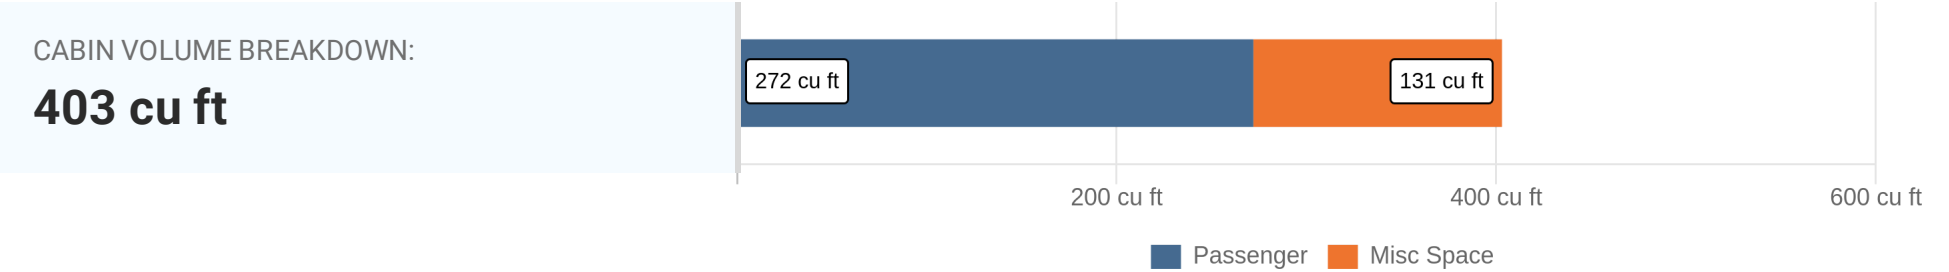 CABIN VOLUME BREAKDOWN:
403 cu ft
272 cu ft
131 cu ft
200 cu ft
400 cu ft
600 cu ft
Passenger
Misc Space